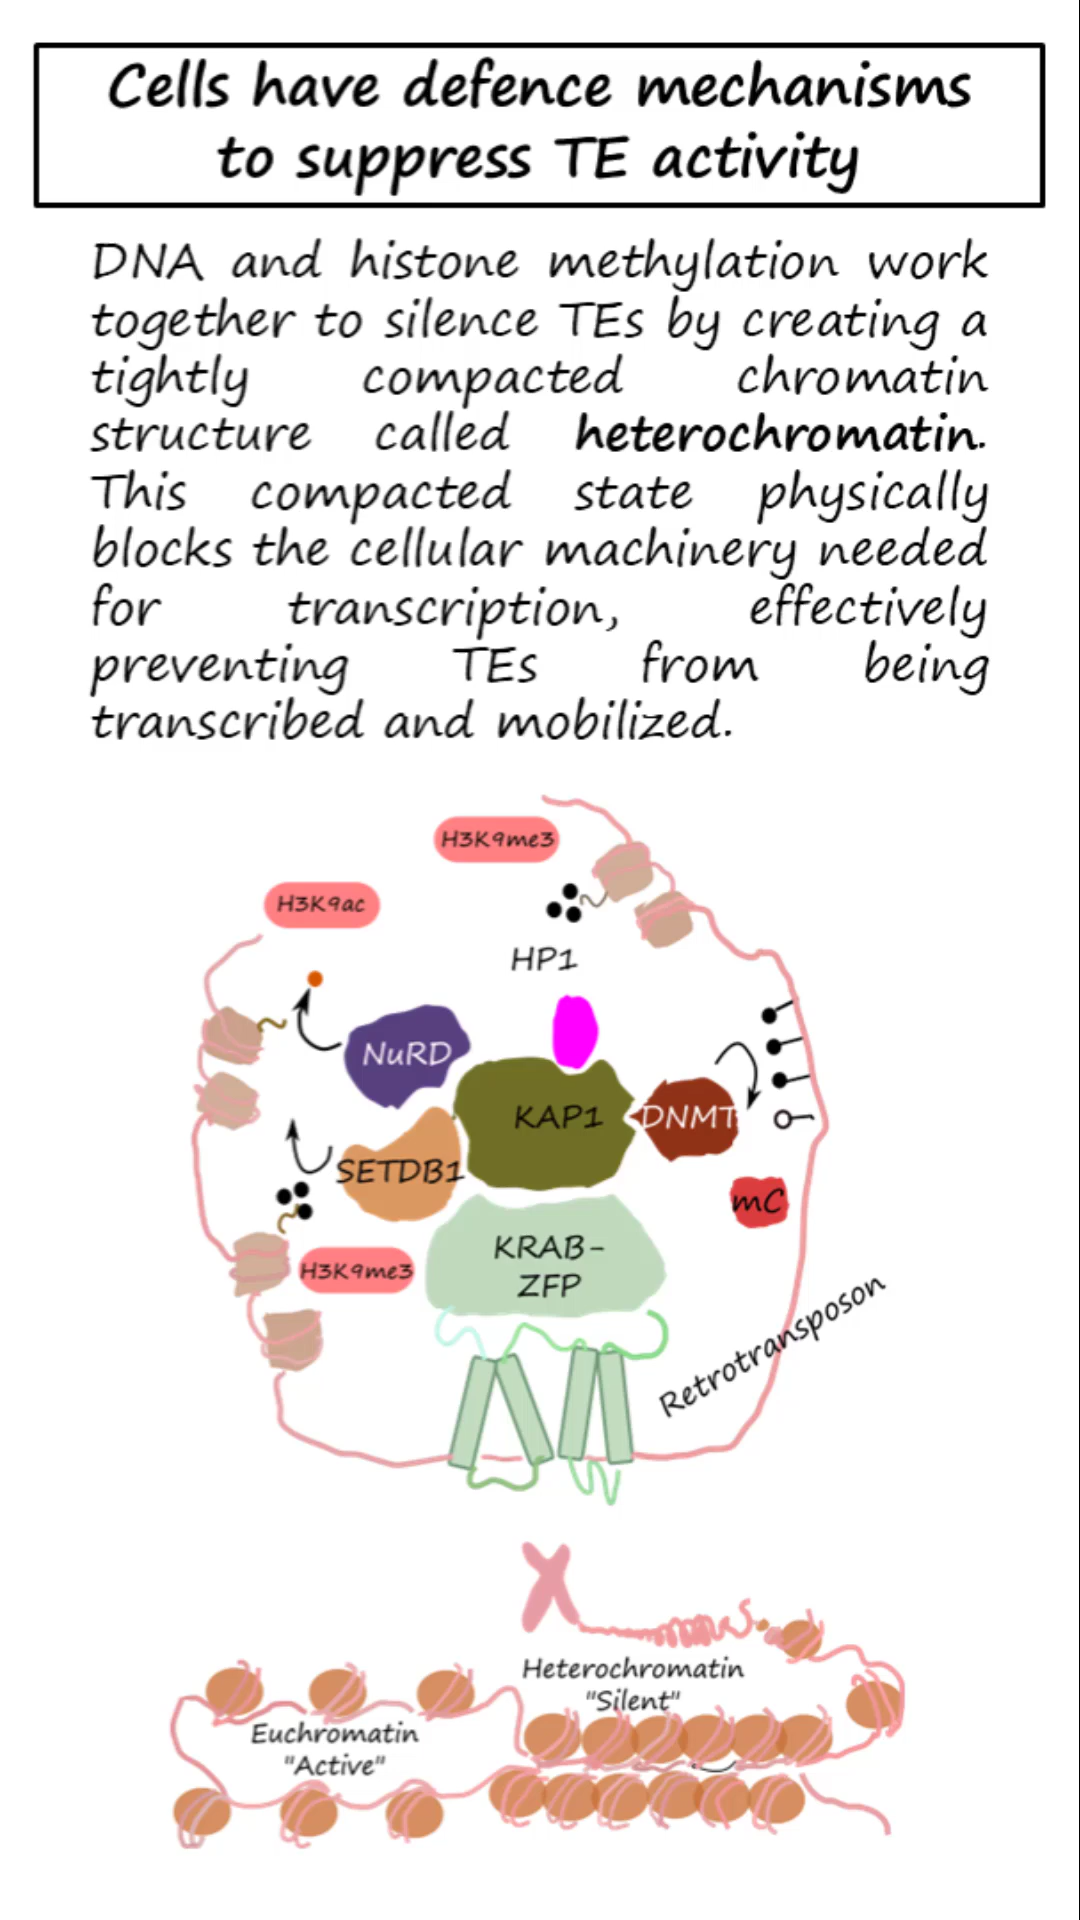 Cells have defence mechanisms
to suppress TE activity
DNA and histone methylation work
together to silence TEs by creating a
tightly compacted chromatin
structure called heterochromatin.
This compacted state physically
blocks the cellular machinery needed
for transcription, effectively
preventing TEs from being
transcribed and mobilized.
H3K9me3
H3K9ac
HP1
NuRD
KAP1
DNMT
SETDB1
mC
KRAB-
ZFP
H3K9me3
Retrotransposon
Heterochromatin
"Silent"
Euchromatin
"Active"